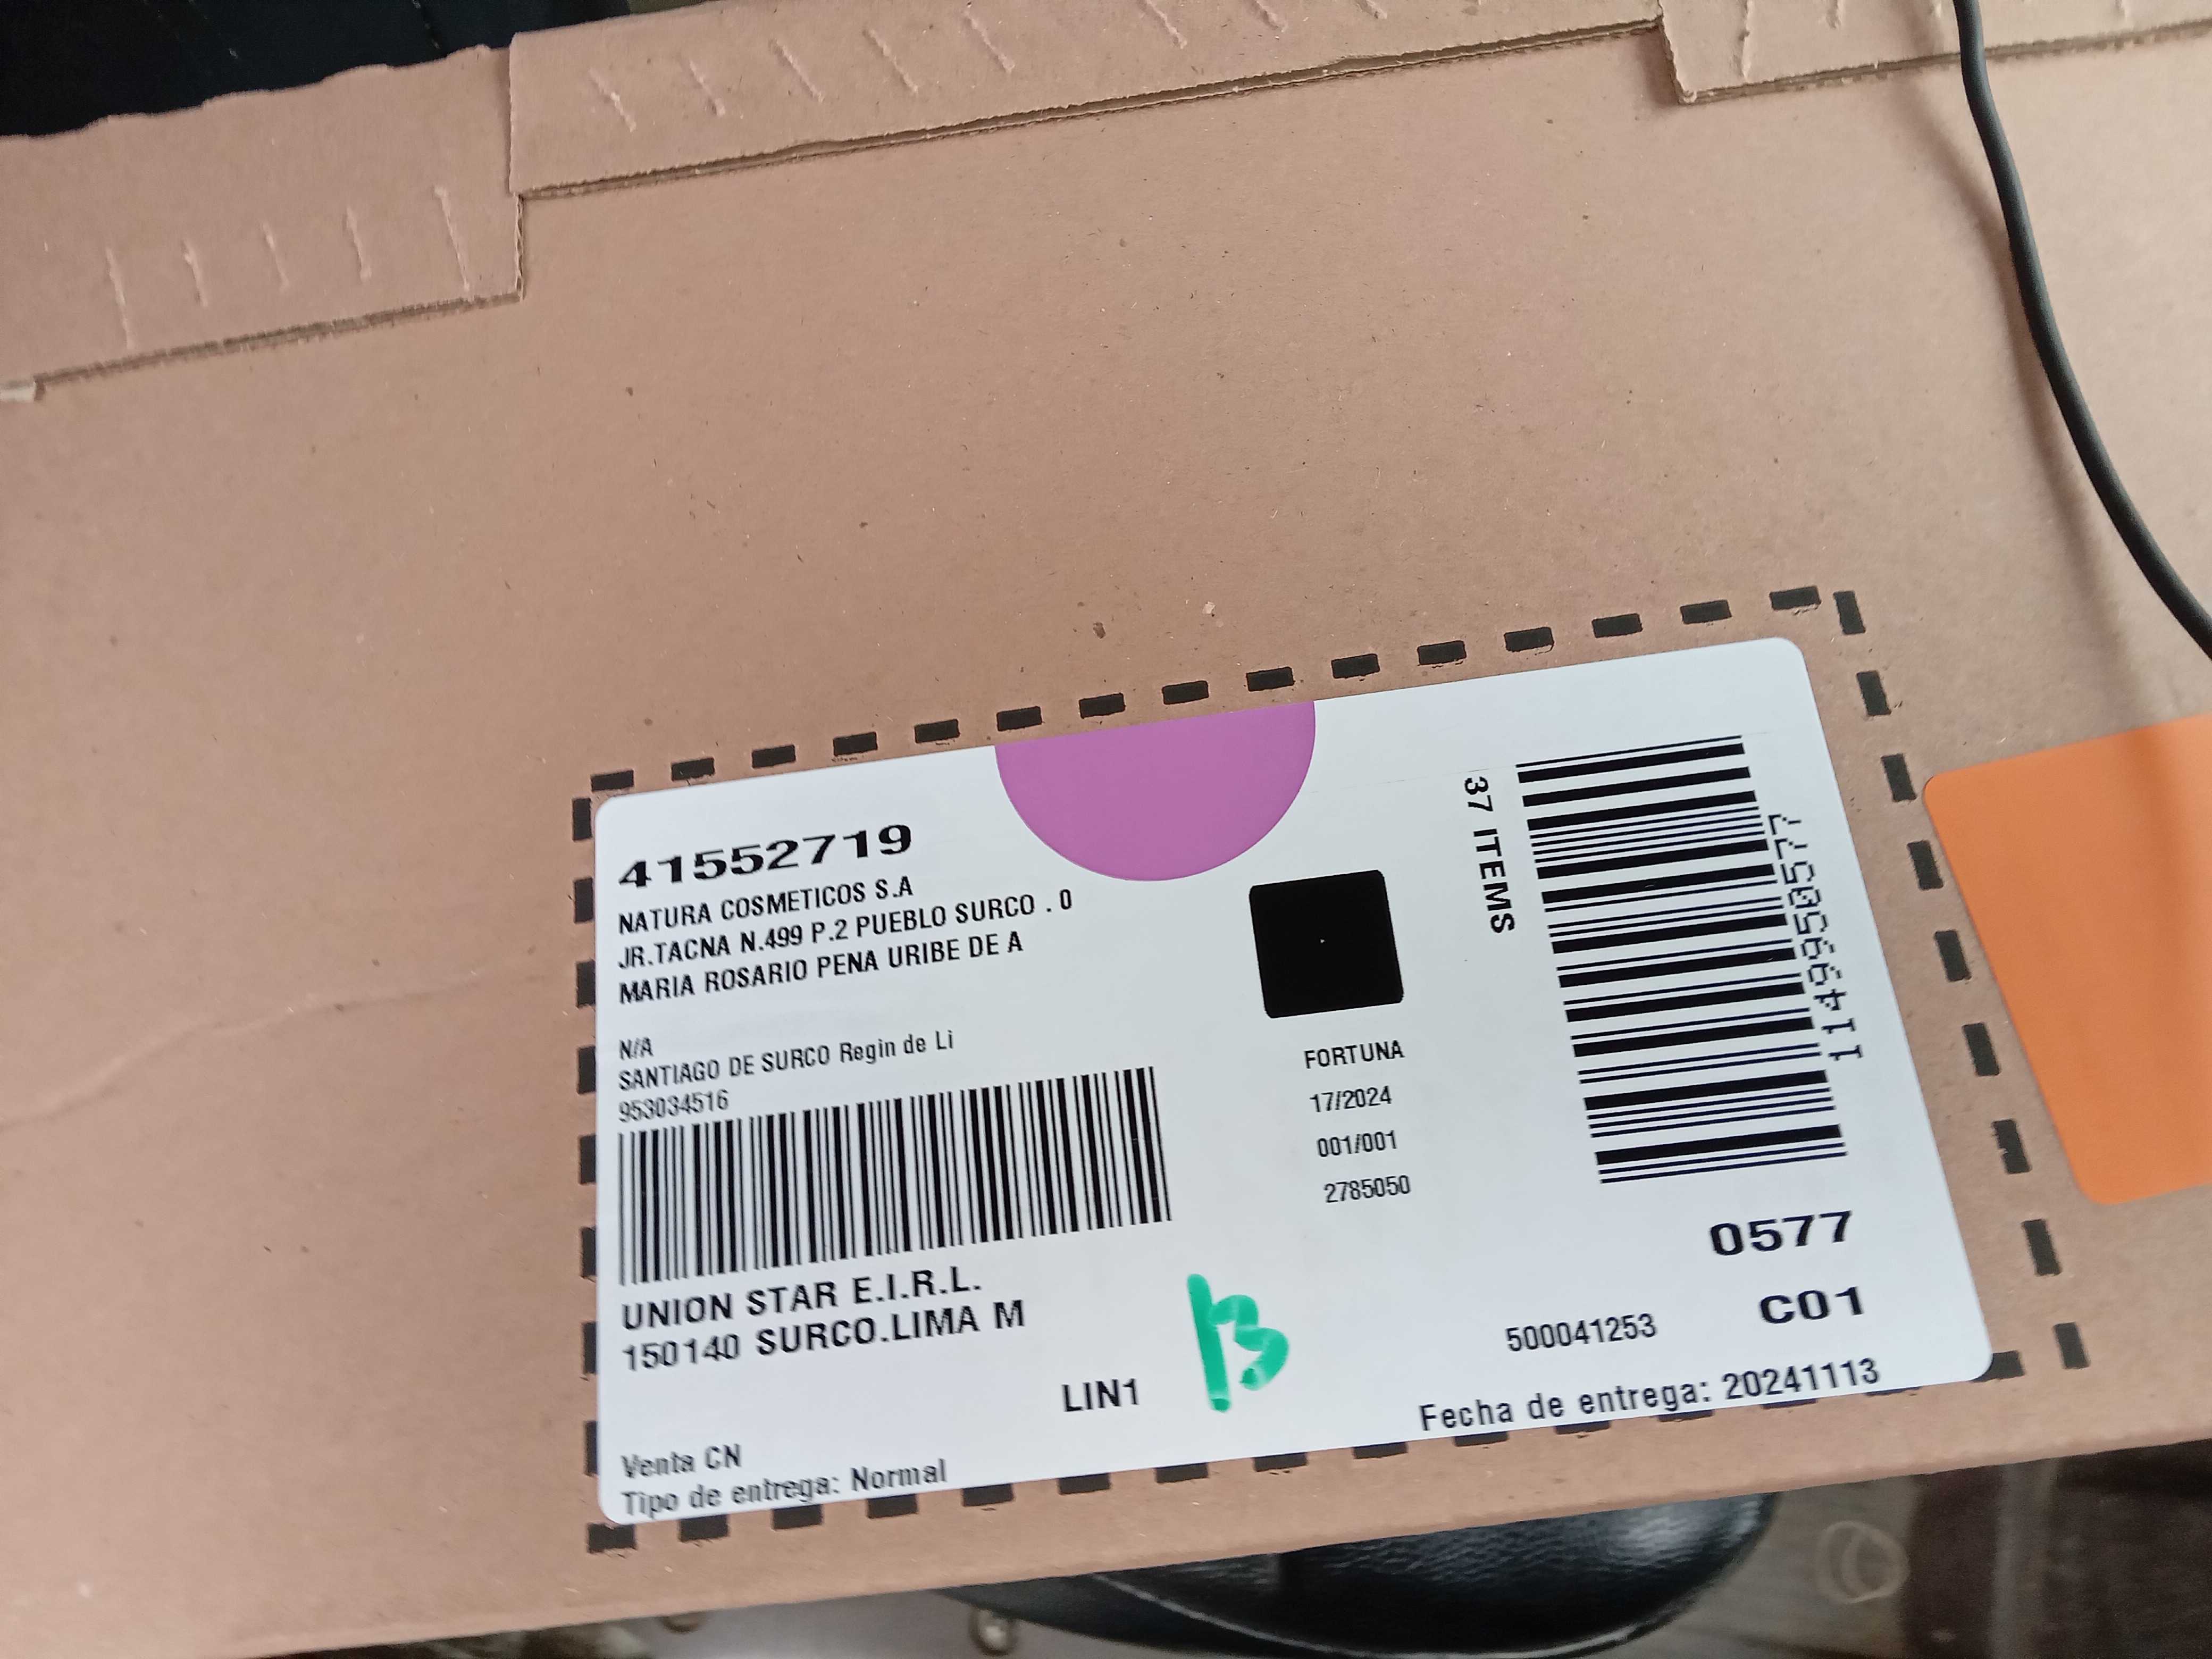 41552719
NATURA COSMETICOS S.A
JR.TACNA N.499 P.2 PUEBLO SURCO . 0
MARIA ROSARIO PENA URIBE DE A
N/A
SANTIAGO DE SURCO Regin de Li
953034516
UNION STAR E.I.R.L.
150140 SURCO.LIMA M
LIN1
B
Venta CN
Tipo de entrega: Normal
FORTUNA
17/2024
001/001
2785050
37 ITEMS
1149950577
0577
C01
500041253
Fecha de entrega: 20241113